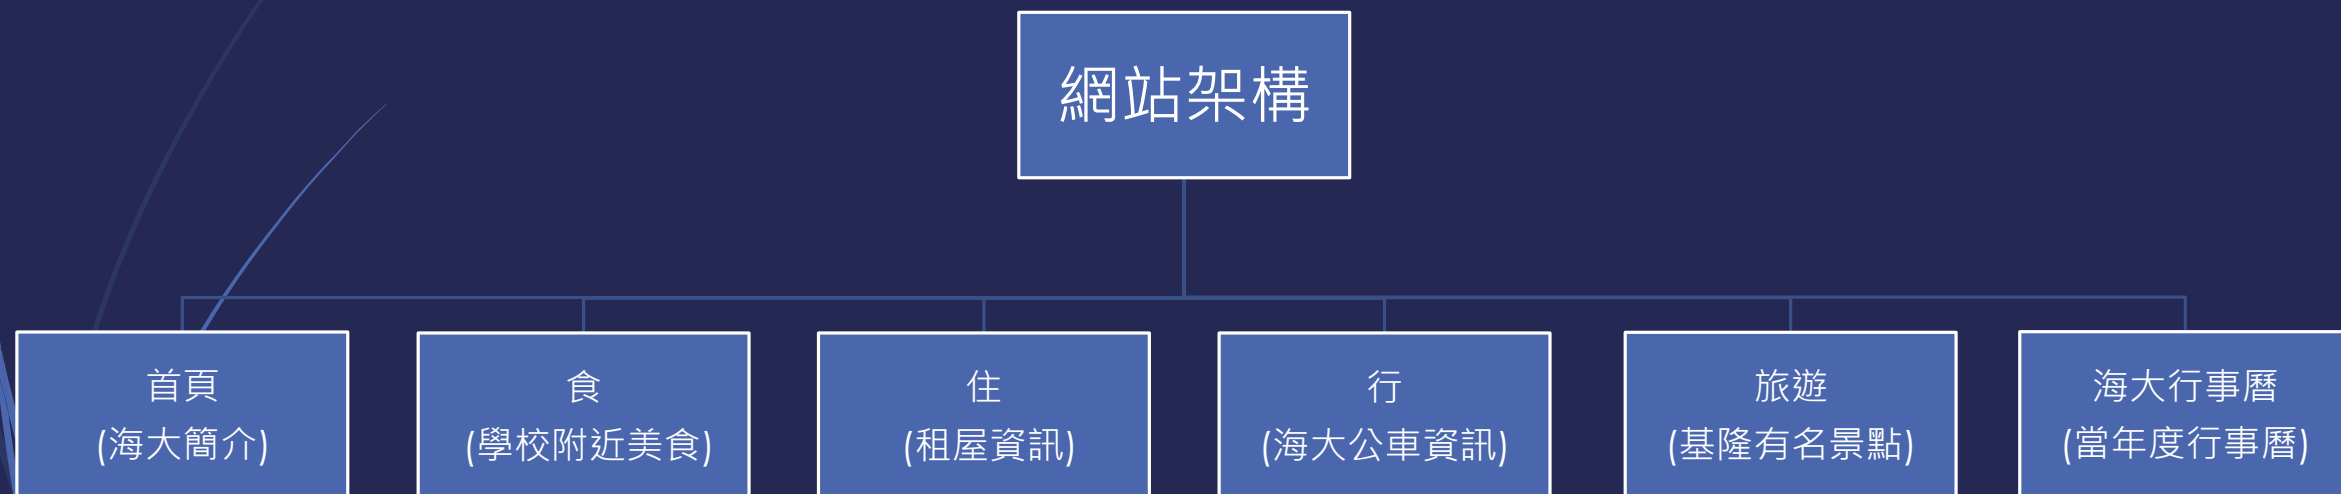 網站架構
首頁
(海大簡介)
食
(學校附近美食)
住
(租屋資訊)
行
(海大公車資訊)
旅遊
(基隆有名景點)
海大行事曆
(當年度行事曆)